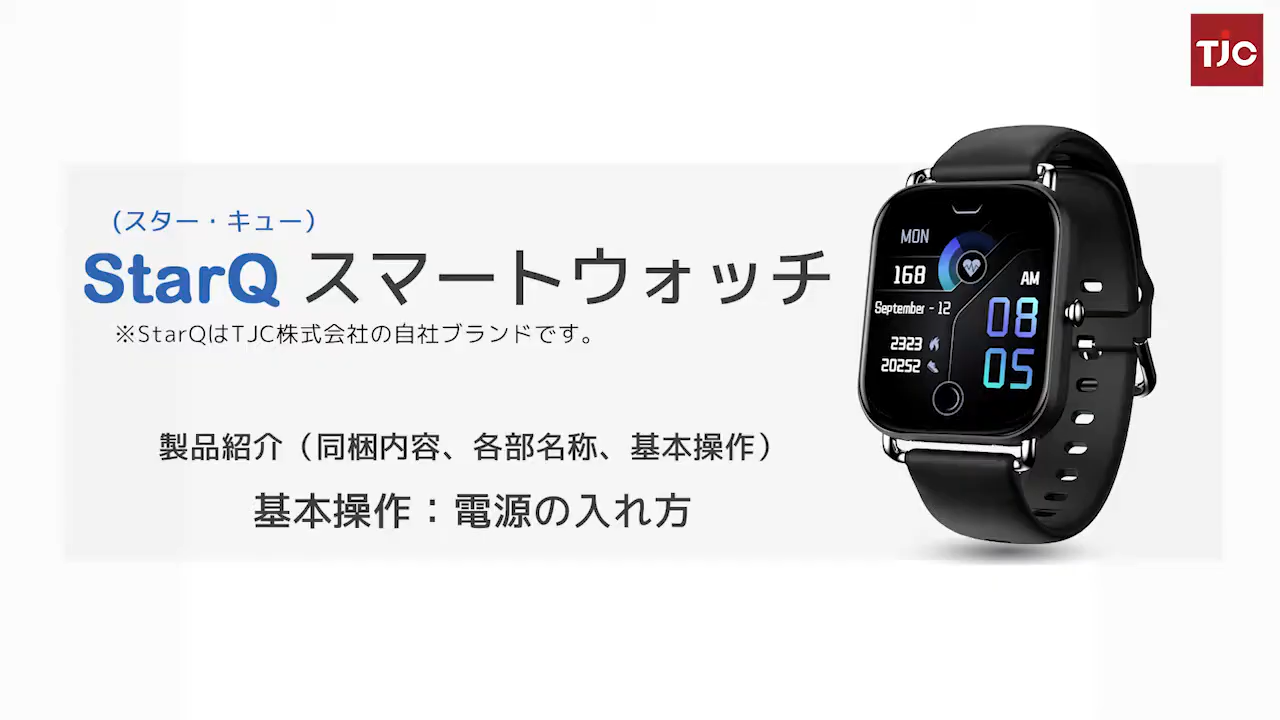 TJC
(スター・キュー)
StarQ スマートウォッチ
※StarQはTJC株式会社の自社ブランドです。
製品紹介（同梱内容、各部名称、基本操作）
基本操作：電源の入れ方
MON
168
AM
September - 12
08
2323
20252
05